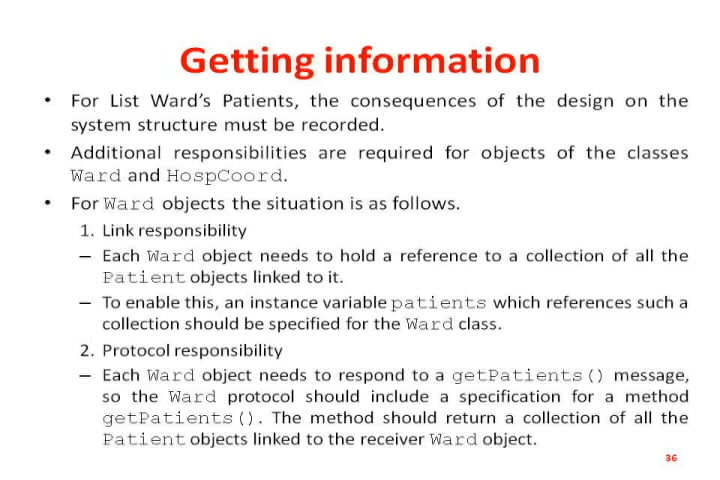 Getting information
• For List Ward's Patients, the consequences of the design on the
system structure must be recorded.
• Additional responsibilities are required for objects of the classes
Ward and HospCoord.
• For Ward objects the situation is as follows.
1. Link responsibility
– Each Ward object needs to hold a reference to a collection of all the
Patient objects linked to it.
– To enable this, an instance variable patients which references such a
collection should be specified for the Ward class.
2. Protocol responsibility
– Each Ward object needs to respond to a getPatients() message,
so the Ward protocol should include a specification for a method
getPatients(). The method should return a collection of all the
Patient objects linked to the receiver Ward object.
36